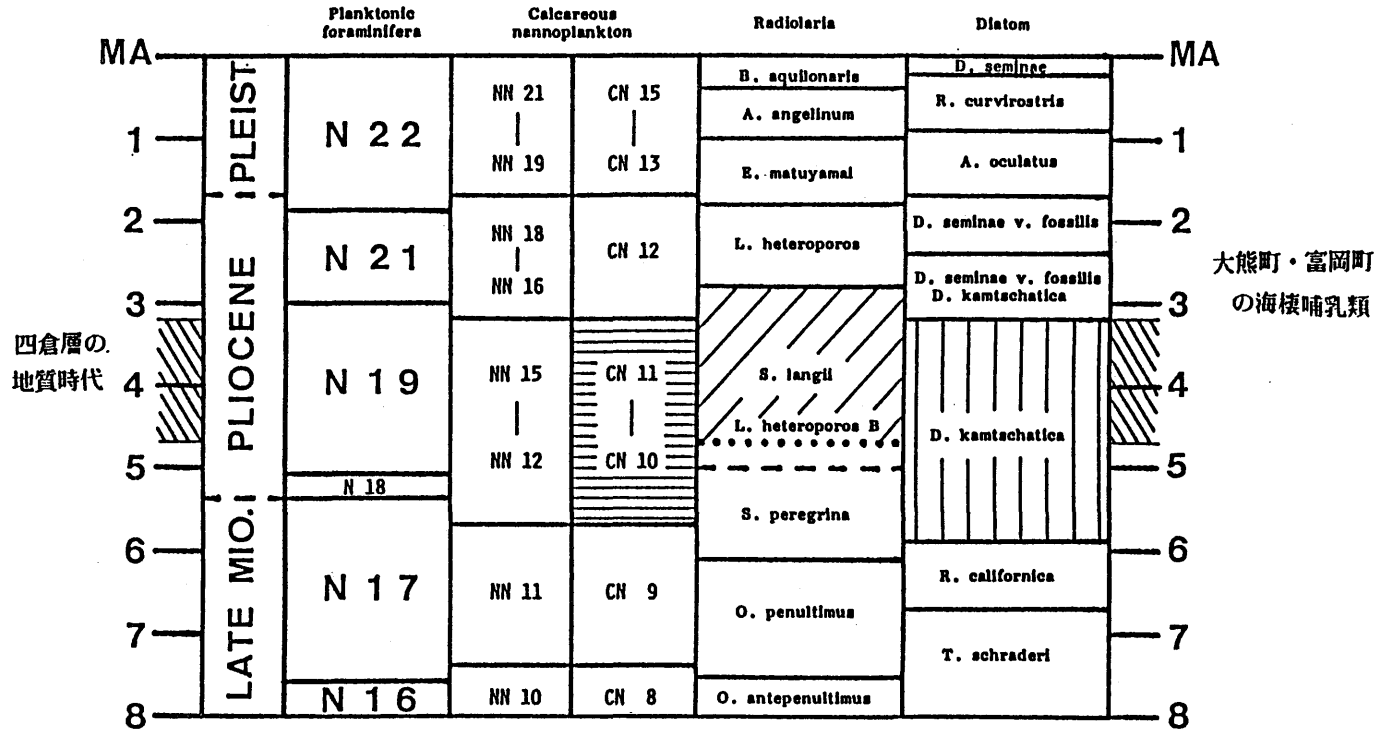 Planktonic
foraminifera
Calcareous
nannoplankton
Radiolaria
Diatom
MA
MA
1
2
3
4
5
6
7
8
四倉層の
地質時代
PLEIST
PLIOCENE
LATE MIO.
N 22
N 21
N 19
N 18
N 17
N 16
NN 21
NN 19
NN 18
NN 16
NN 15
NN 12
NN 11
NN 10
CN 15
CN 13
CN 12
CN 11
CN 10
CN 9
CN 8
B. aquilonaris
A. angelinum
E. matuyamai
L. heteroporos
S. langii
L. heteroporos B
S. peregrina
O. penultimus
O. antepenultimus
D. seminae
R. curvirostris
A. oculatus
D. seminae v. fossilis
D. seminae v. fossilis
D. kamtschatica
D. kamtschatica
R. californica
T. schraderi
1
2
3
4
5
6
7
8
大熊町・富岡町
の海棲哺乳類